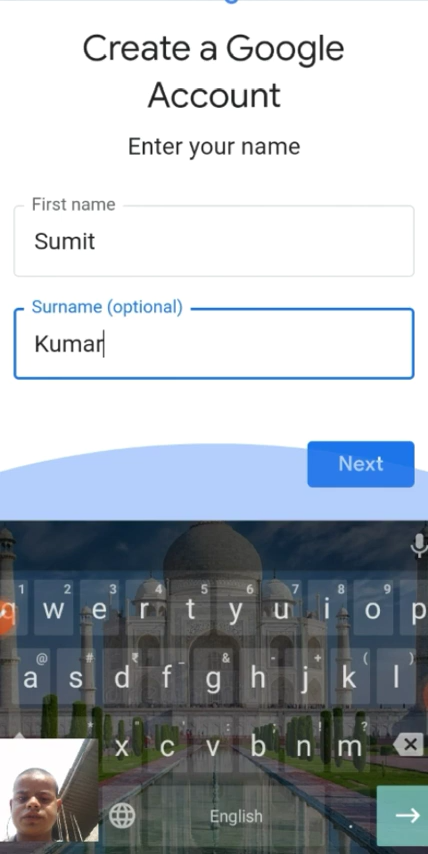 Create a Google
Account
Enter your name
First name
Sumit
Surname (optional)
Kumar
Next
1 2 3 4 5 6 7 8 9
q w e r t y u i o p
@ # ₹ _ & - + ( )
a s d f g h j k l
* " ' : ; ! ?
x c v b n m
English
.